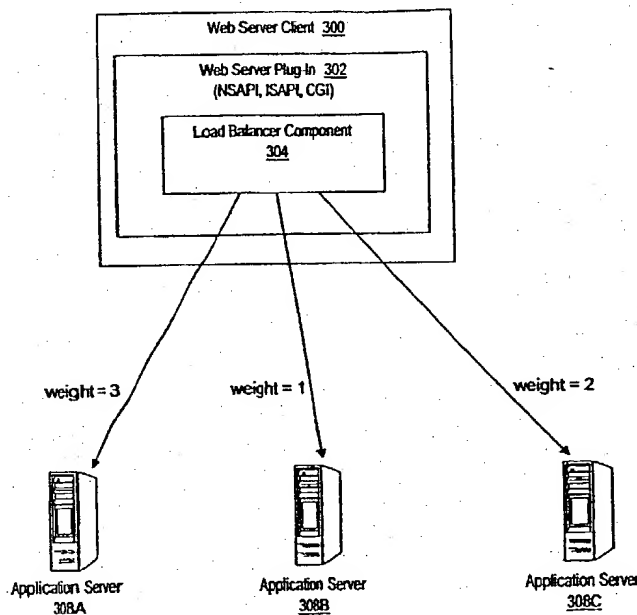 Web Server Client 300
Web Server Plug-In 302
(NSAPI, ISAPI, CGI)
Load Balancer Component
304
weight = 3
weight = 1
weight = 2
Application Server
308A
Application Server
308B
Application Server
308C